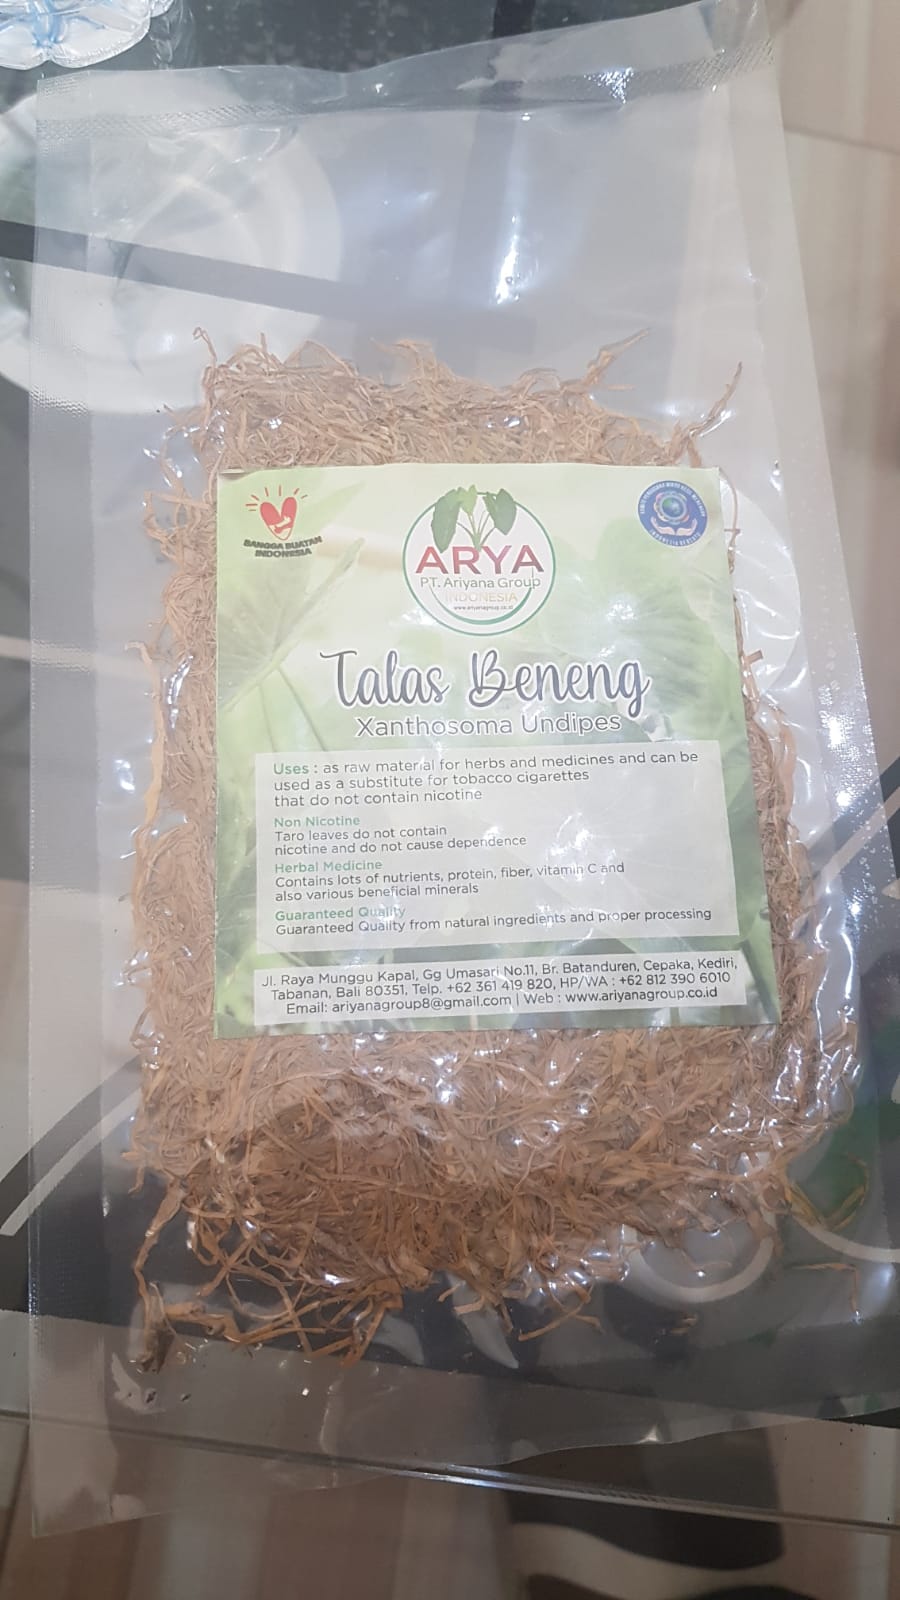 BANGGA BUATAN
INDONESIA
ARYA
PT. Ariyana Group
INDONESIA
www.ariyanagroup.co.id
Talas Beneng
Xanthosoma Undipes
Uses : as raw material for herbs and medicines and can be
used as a substitute for tobacco cigarettes
that do not contain nicotine
Non Nicotine
Taro leaves do not contain
nicotine and do not cause dependence
Herbal Medicine
Contains lots of nutrients, protein, fiber, vitamin C and
also various beneficial minerals
Guaranteed Quality
Guaranteed Quality from natural ingredients and proper processing
Jl. Raya Munggu Kapal, Gg Umasari No.11, Br. Batanduren, Cepaka, Kediri,
Tabanan, Bali 80351, Telp. +62 361 419 820, HP/WA : +62 812 390 6010
Email: ariyanagroup8@gmail.com | Web : www.ariyanagroup.co.id